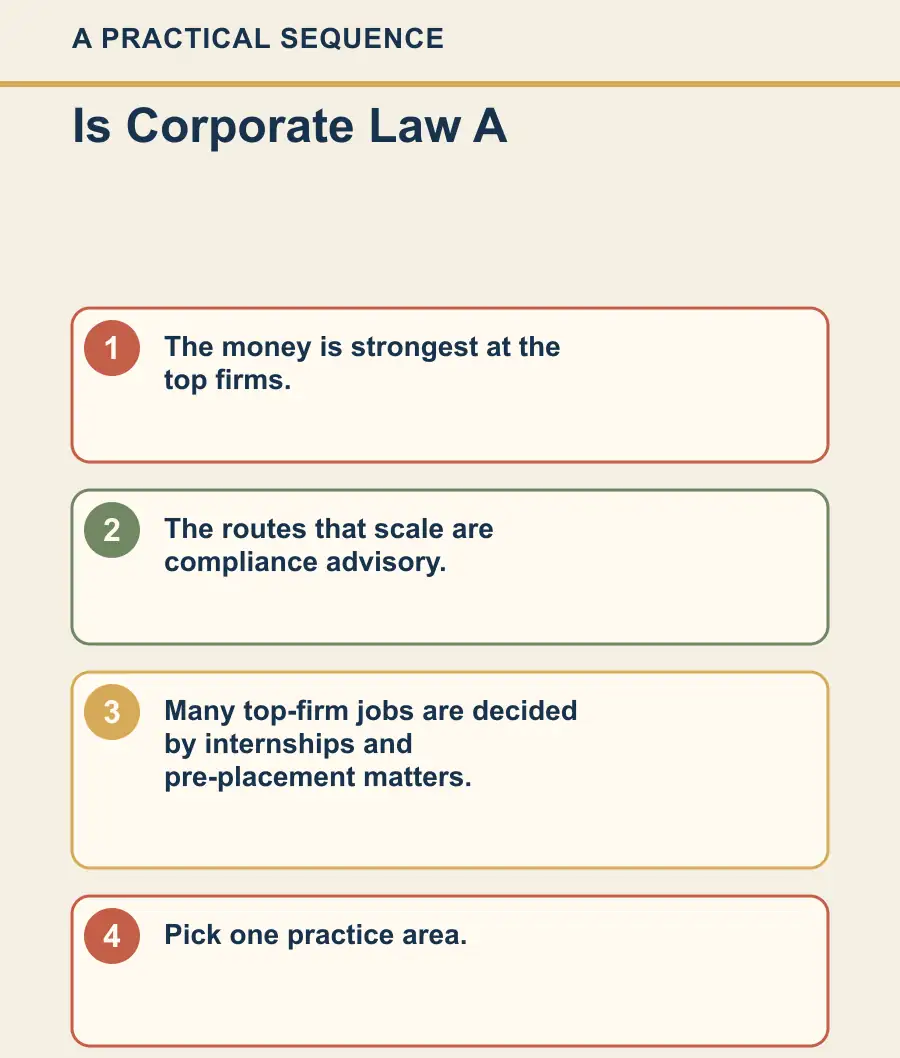 A PRACTICAL SEQUENCE
Is Corporate Law A
1
The money is strongest at the
top firms.
2
The routes that scale are
compliance advisory.
3
Many top-firm jobs are decided
by internships and
pre-placement matters.
4
Pick one practice area.